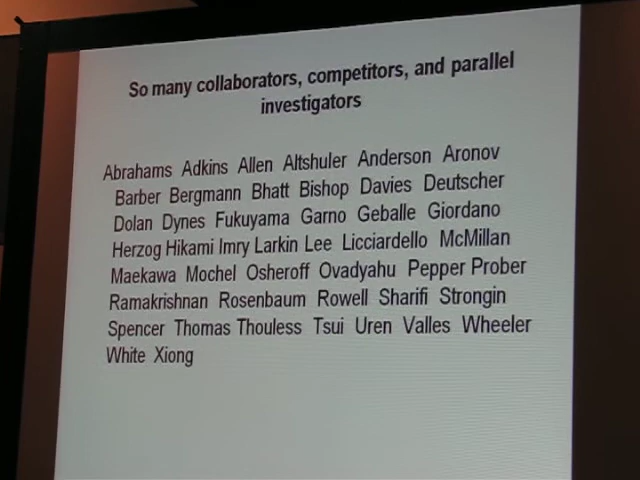 So many collaborators, competitors, and parallel
investigators
Abrahams Adkins Allen Altshuler Anderson Aronov
Barber Bergmann Bhatt Bishop Davies Deutscher
Dolan Dynes Fukuyama Garno Geballe Giordano
Herzog Hikami Imry Larkin Lee Licciardello McMillan
Maekawa Mochel Osheroff Ovadyahu Pepper Prober
Ramakrishnan Rosenbaum Rowell Sharifi Strongin
Spencer Thomas Thouless Tsui Uren Valles Wheeler
White Xiong